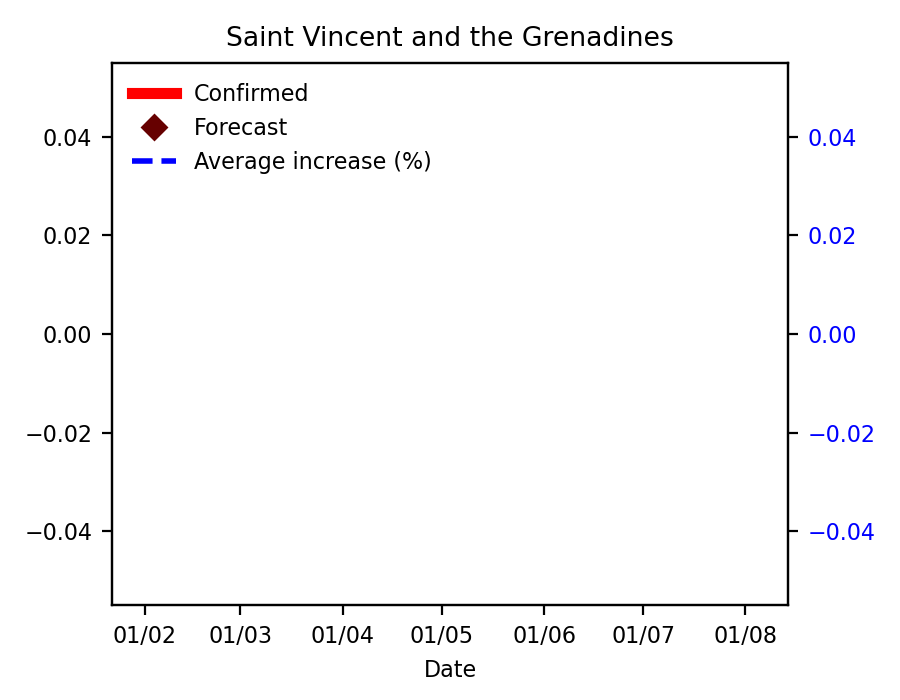 Saint Vincent and the Grenadines
Confirmed
Forecast
Average increase (%)
0.04 0.04
0.02 0.02
0.00 0.00
−0.02 −0.02
−0.04 −0.04
01/02 01/03 01/04 01/05 01/06 01/07 01/08
Date